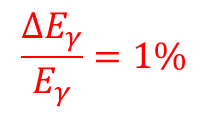 ΔE_γ / E_γ = 1%